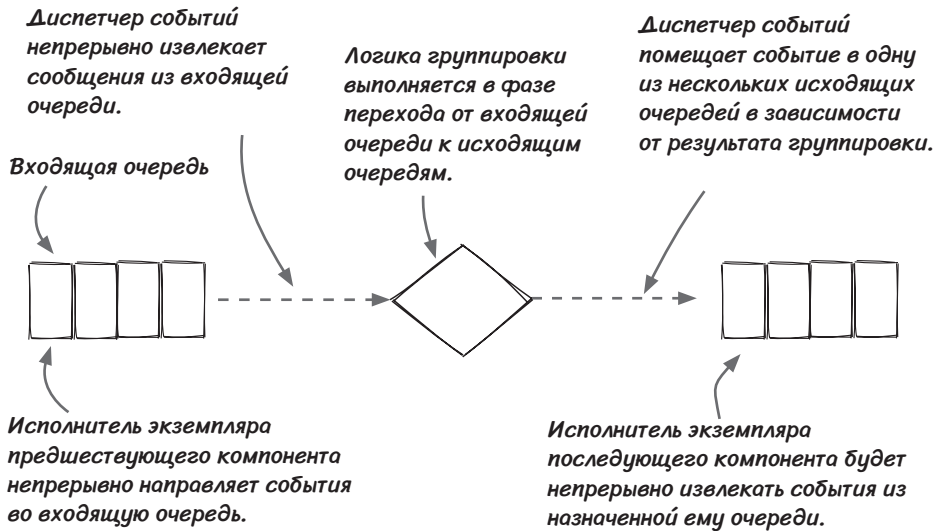 Диспетчер событий
непрерывно извлекает
сообщения из входящей
очереди.
Входящая очередь
Логика группировки
выполняется в фазе
перехода от входящей
очереди к исходящим
очередям.
Диспетчер событий
помещает событие в одну
из нескольких исходящих
очередей в зависимости
от результата группировки.
Исполнитель экземпляра
предшествующего компонента
непрерывно направляет события
во входящую очередь.
Исполнитель экземпляра
последующего компонента будет
непрерывно извлекать события из
назначенной ему очереди.